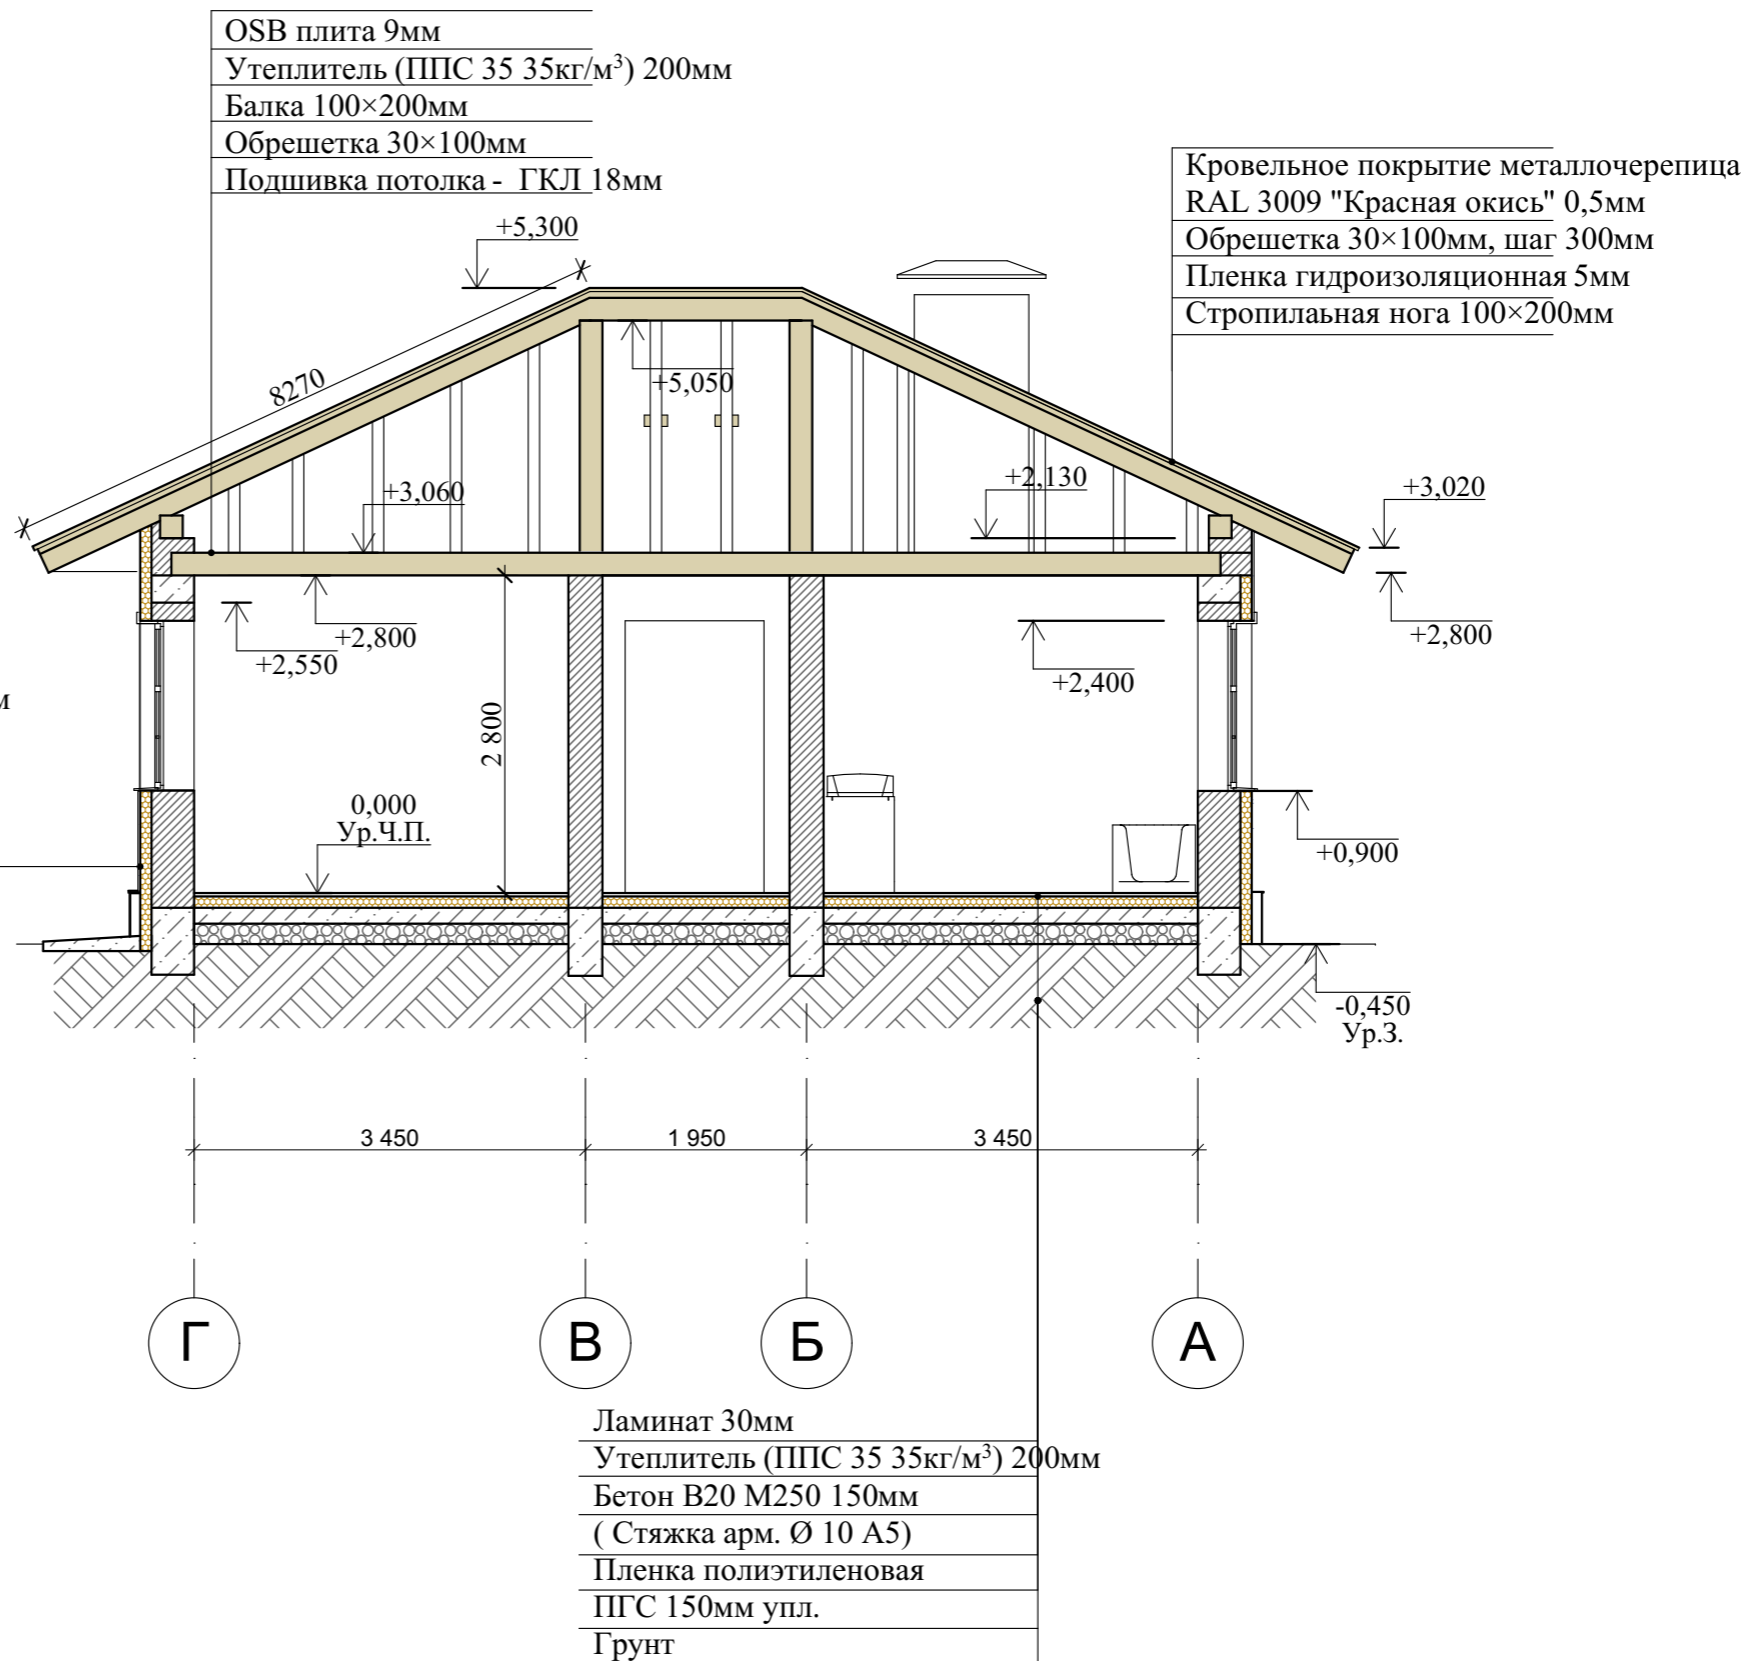 OSB плита 9мм
Утеплитель (ППС 35 35кг/м³) 200мм
Балка 100×200мм
Обрешетка 30×100мм
Подшивка потолка - ГКЛ 18мм
Кровельное покрытие металлочерепица
RAL 3009 "Красная окись" 0,5мм
Обрешетка 30×100мм, шаг 300мм
Пленка гидроизоляционная 5мм
Стропилаьная нога 100×200мм
+5,300
8270
+5,050
+3,060
+2,130
+3,020
+2,800
+2,550
+2,800
+2,400
м
2 800
0,000
Ур.Ч.П.
+0,900
-0,450
Ур.З.
3 450
1 950
3 450
Г
В
Б
А
Ламинат 30мм
Утеплитель (ППС 35 35кг/м³) 200мм
Бетон В20 М250 150мм
( Стяжка арм. Ø 10 А5)
Пленка полиэтиленовая
ПГС 150мм упл.
Грунт